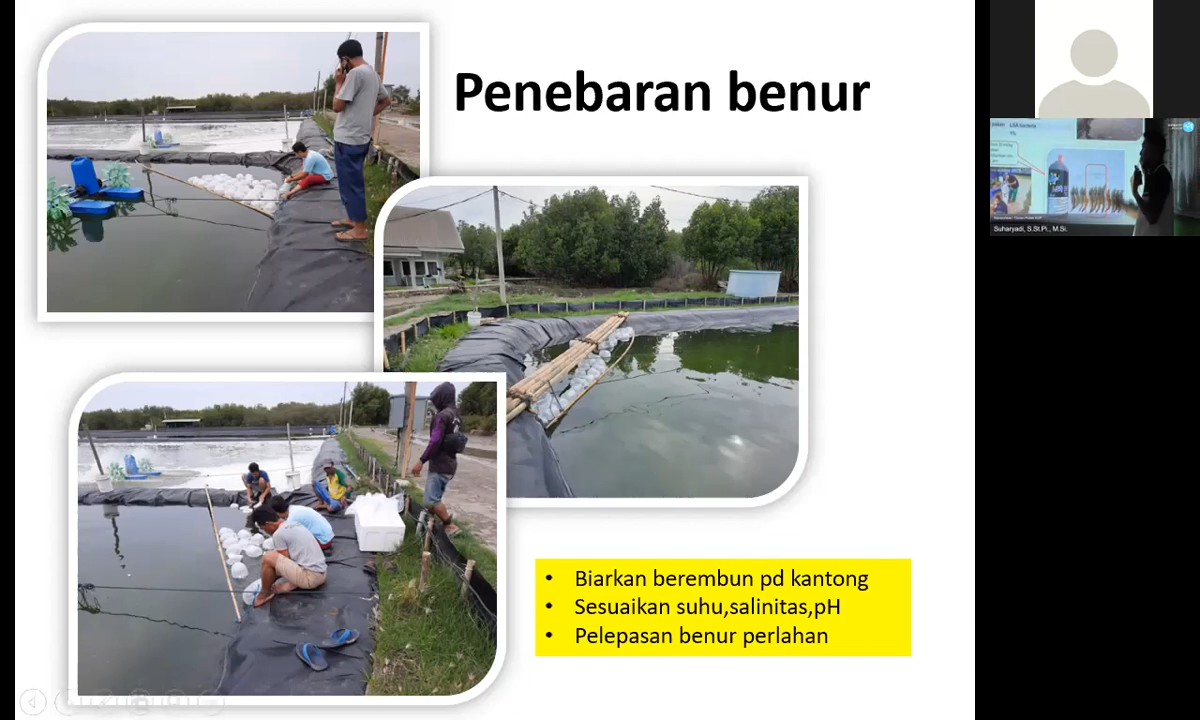 Penebaran benur
• Biarkan berembun pd kantong
• Sesuaikan suhu,salinitas,pH
• Pelepasan benur perlahan
Suharyadi, S.St.Pi., M.Si.